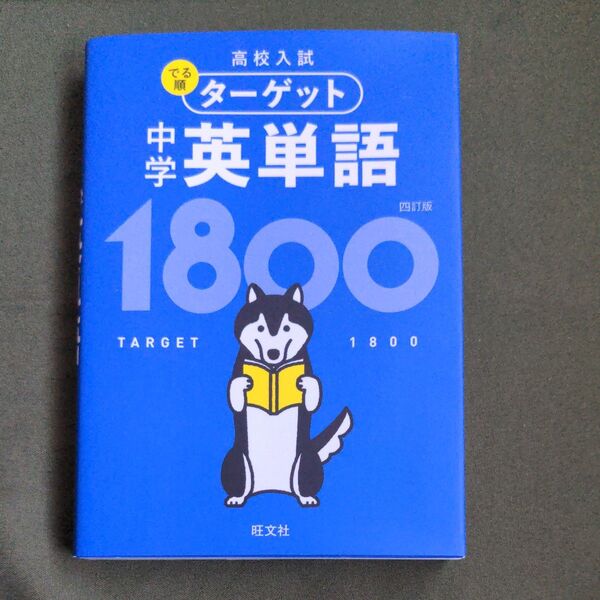 高校入試
でる順
ターゲット
中学
英単語
1800
四訂版
TARGET 1800
旺文社